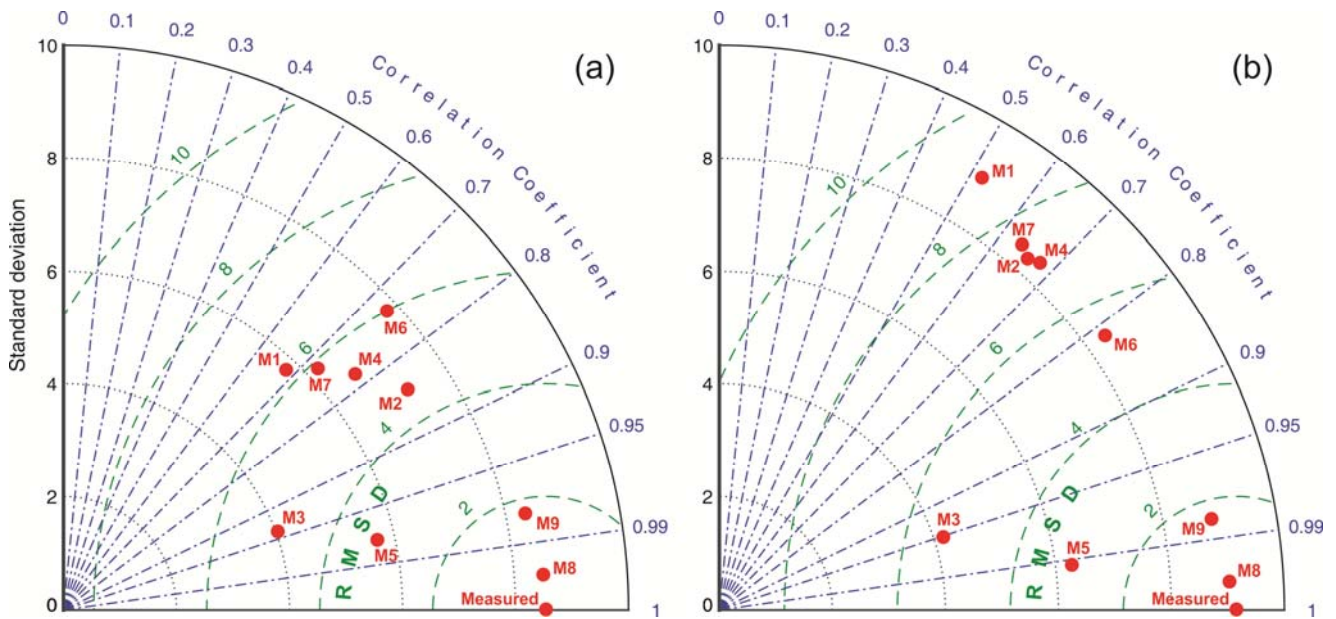 (a)
Standard deviation
Correlation Coefficient
0
0.1
0.2
0.3
0.4
0.5
0.6
0.7
0.8
0.9
0.95
0.99
1
10
8
6
4
2
0
10
8
6
4
2
RMSD
M1
M7
M4
M6
M2
M3
M5
M9
M8
Measured
(b)
Correlation Coefficient
0
0.1
0.2
0.3
0.4
0.5
0.6
0.7
0.8
0.9
0.95
0.99
1
10
8
6
4
2
0
10
8
6
4
2
RMSD
M1
M7
M2
M4
M6
M3
M5
M9
M8
Measured